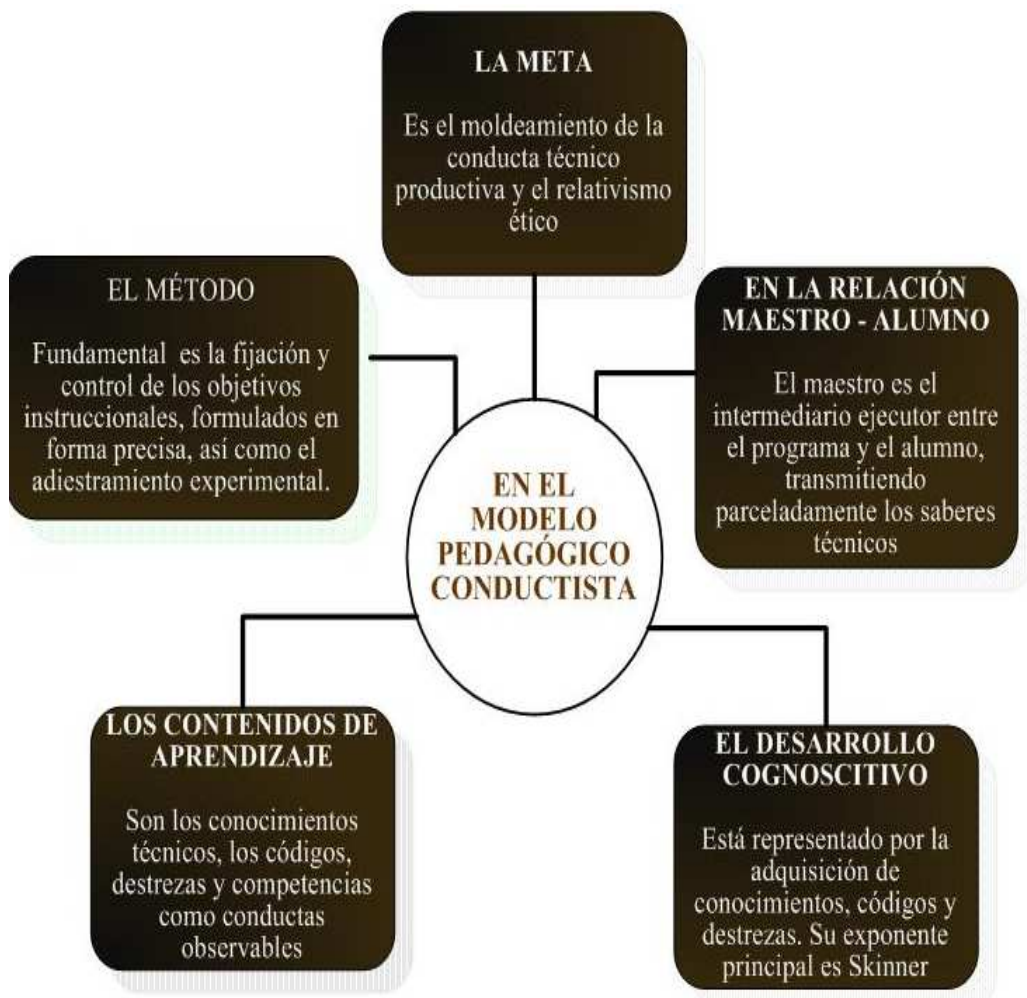 LA META
Es el moldeamiento de la
conducta técnico
productiva y el relativismo
ético
EL MÉTODO
Fundamental es la fijación y
control de los objetivos
instruccionales, formulados en
forma precisa, así como el
adiestramiento experimental.
EN LA RELACIÓN
MAESTRO - ALUMNO
El maestro es el
intermediario ejecutor entre
el programa y el alumno,
transmitiendo
parceladamente los saberes
técnicos
EN EL
MODELO
PEDAGÓGICO
CONDUCTISTA
LOS CONTENIDOS DE
APRENDIZAJE
Son los conocimientos
técnicos, los códigos,
destrezas y competencias
como conductas
observables
EL DESARROLLO
COGNOSCITIVO
Está representado por la
adquisición de
conocimientos, códigos y
destrezas. Su exponente
principal es Skinner